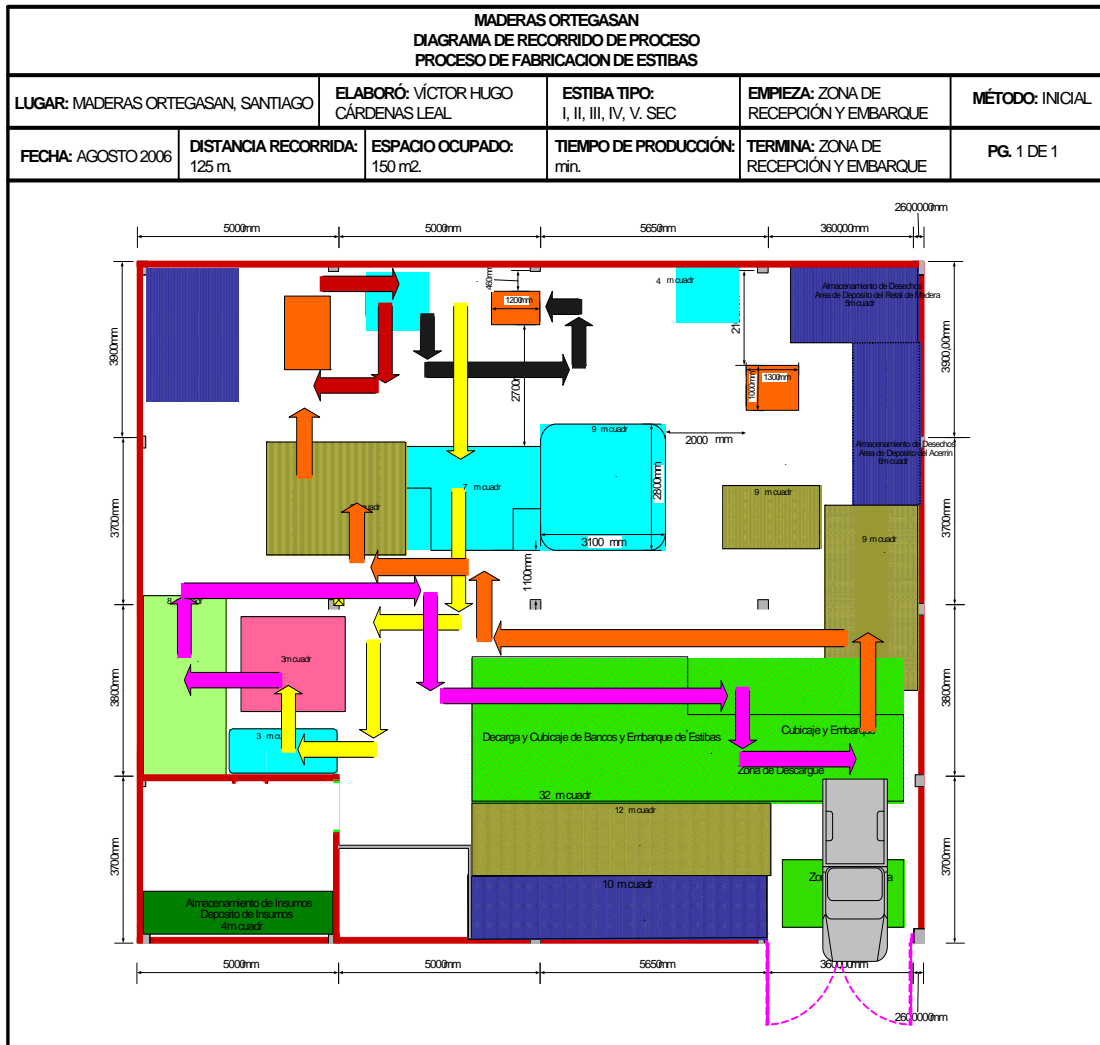 MADERAS ORTEGASAN
DIAGRAMA DE RECORRIDO DE PROCESO
PROCESO DE FABRICACION DE ESTIBAS
LUGAR: MADERAS ORTEGASAN, SANTIAGO
ELABORÓ: VÍCTOR HUGO
CÁRDENAS LEAL
ESTIBA TIPO:
I, II, III, IV, V. SEC
EMPIEZA: ZONA DE
RECEPCIÓN Y EMBARQUE
MÉTODO: INICIAL
FECHA: AGOSTO 2006
DISTANCIA RECORRIDA:
125 m.
ESPACIO OCUPADO:
150 m2.
TIEMPO DE PRODUCCIÓN:
min.
TERMINA: ZONA DE
RECEPCIÓN Y EMBARQUE
PG. 1 DE 1
2600000mm
5000mm
5000mm
5650mm
360000mm
460mm
4 m cuadr
Almacenamiento de Desechos
Area de Deposito del Retal de Madera
5m cuadr
1200mm
3900mm
3900,00mm
2700
1000mm
1300mm
9 m cuadr
2000 mm
Almacenamiento de Desechos
Area de Deposito del Acerrin
6m cuadr
7 m cuadr
2800mm
9 m cuadr
3700mm
3700mm
3100 mm
9 m cuadr
1100mm
3m cuadr
3800mm
3800mm
Decarga y Cubicaje de Bancos y Embarque de Estibas
Cubicaje y Embarque
3 m
Zona de Descargue
32 m cuadr
12 m cuadr
3700mm
3700mm
10 m cuadr
Almacenamiento de Insumos
Deposito de Insumos
4m cuadr
5000mm
5000mm
5650mm
360000mm
2600000mm